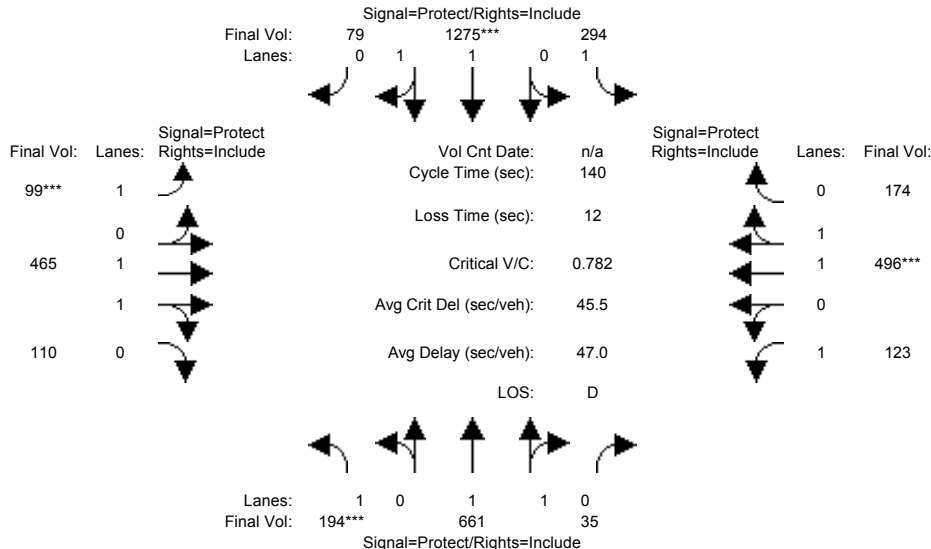 Signal=Protect/Rights=Include
Final Vol: 79 1275*** 294
Lanes: 0 1 1 0 1
Signal=Protect Signal=Protect
Final Vol: Lanes: Rights=Include Vol Cnt Date: n/a Rights=Include Lanes: Final Vol:
Cycle Time (sec): 140
99*** 1 0 174
Loss Time (sec): 12
0 1
465 1 Critical V/C: 0.782 1 496***
1 Avg Crit Del (sec/veh): 45.5 0
110 0 Avg Delay (sec/veh): 47.0 1 123
LOS: D
Lanes: 1 0 1 1 0
Final Vol: 194*** 661 35
Signal=Protect/Rights=Include